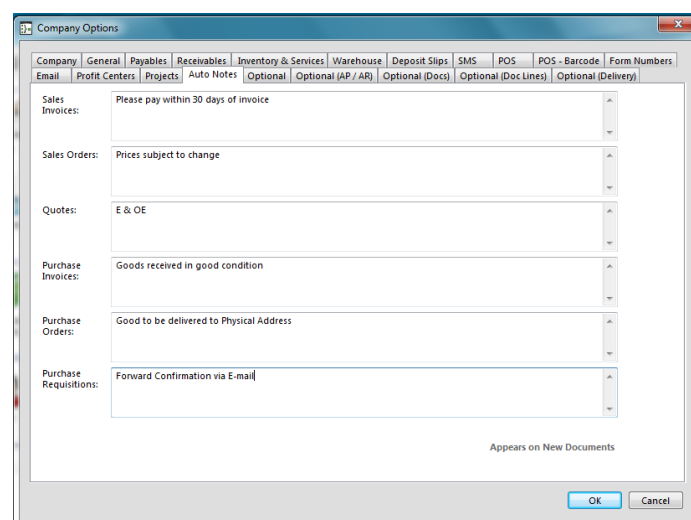 Company Options
Company General Payables Receivables Inventory & Services Warehouse Deposit Slips SMS POS POS - Barcode Form Numbers
Email Profit Centers Projects Auto Notes Optional Optional (AP / AR) Optional (Docs) Optional (Doc Lines) Optional (Delivery)
Sales
Invoices:
Please pay within 30 days of invoice
Sales Orders:
Prices subject to change
Quotes:
E & OE
Purchase
Invoices:
Goods received in good condition
Purchase
Orders:
Good to be delivered to Physical Address
Purchase
Requisitions:
Forward Confirmation via E-mail
Appears on New Documents
OK Cancel